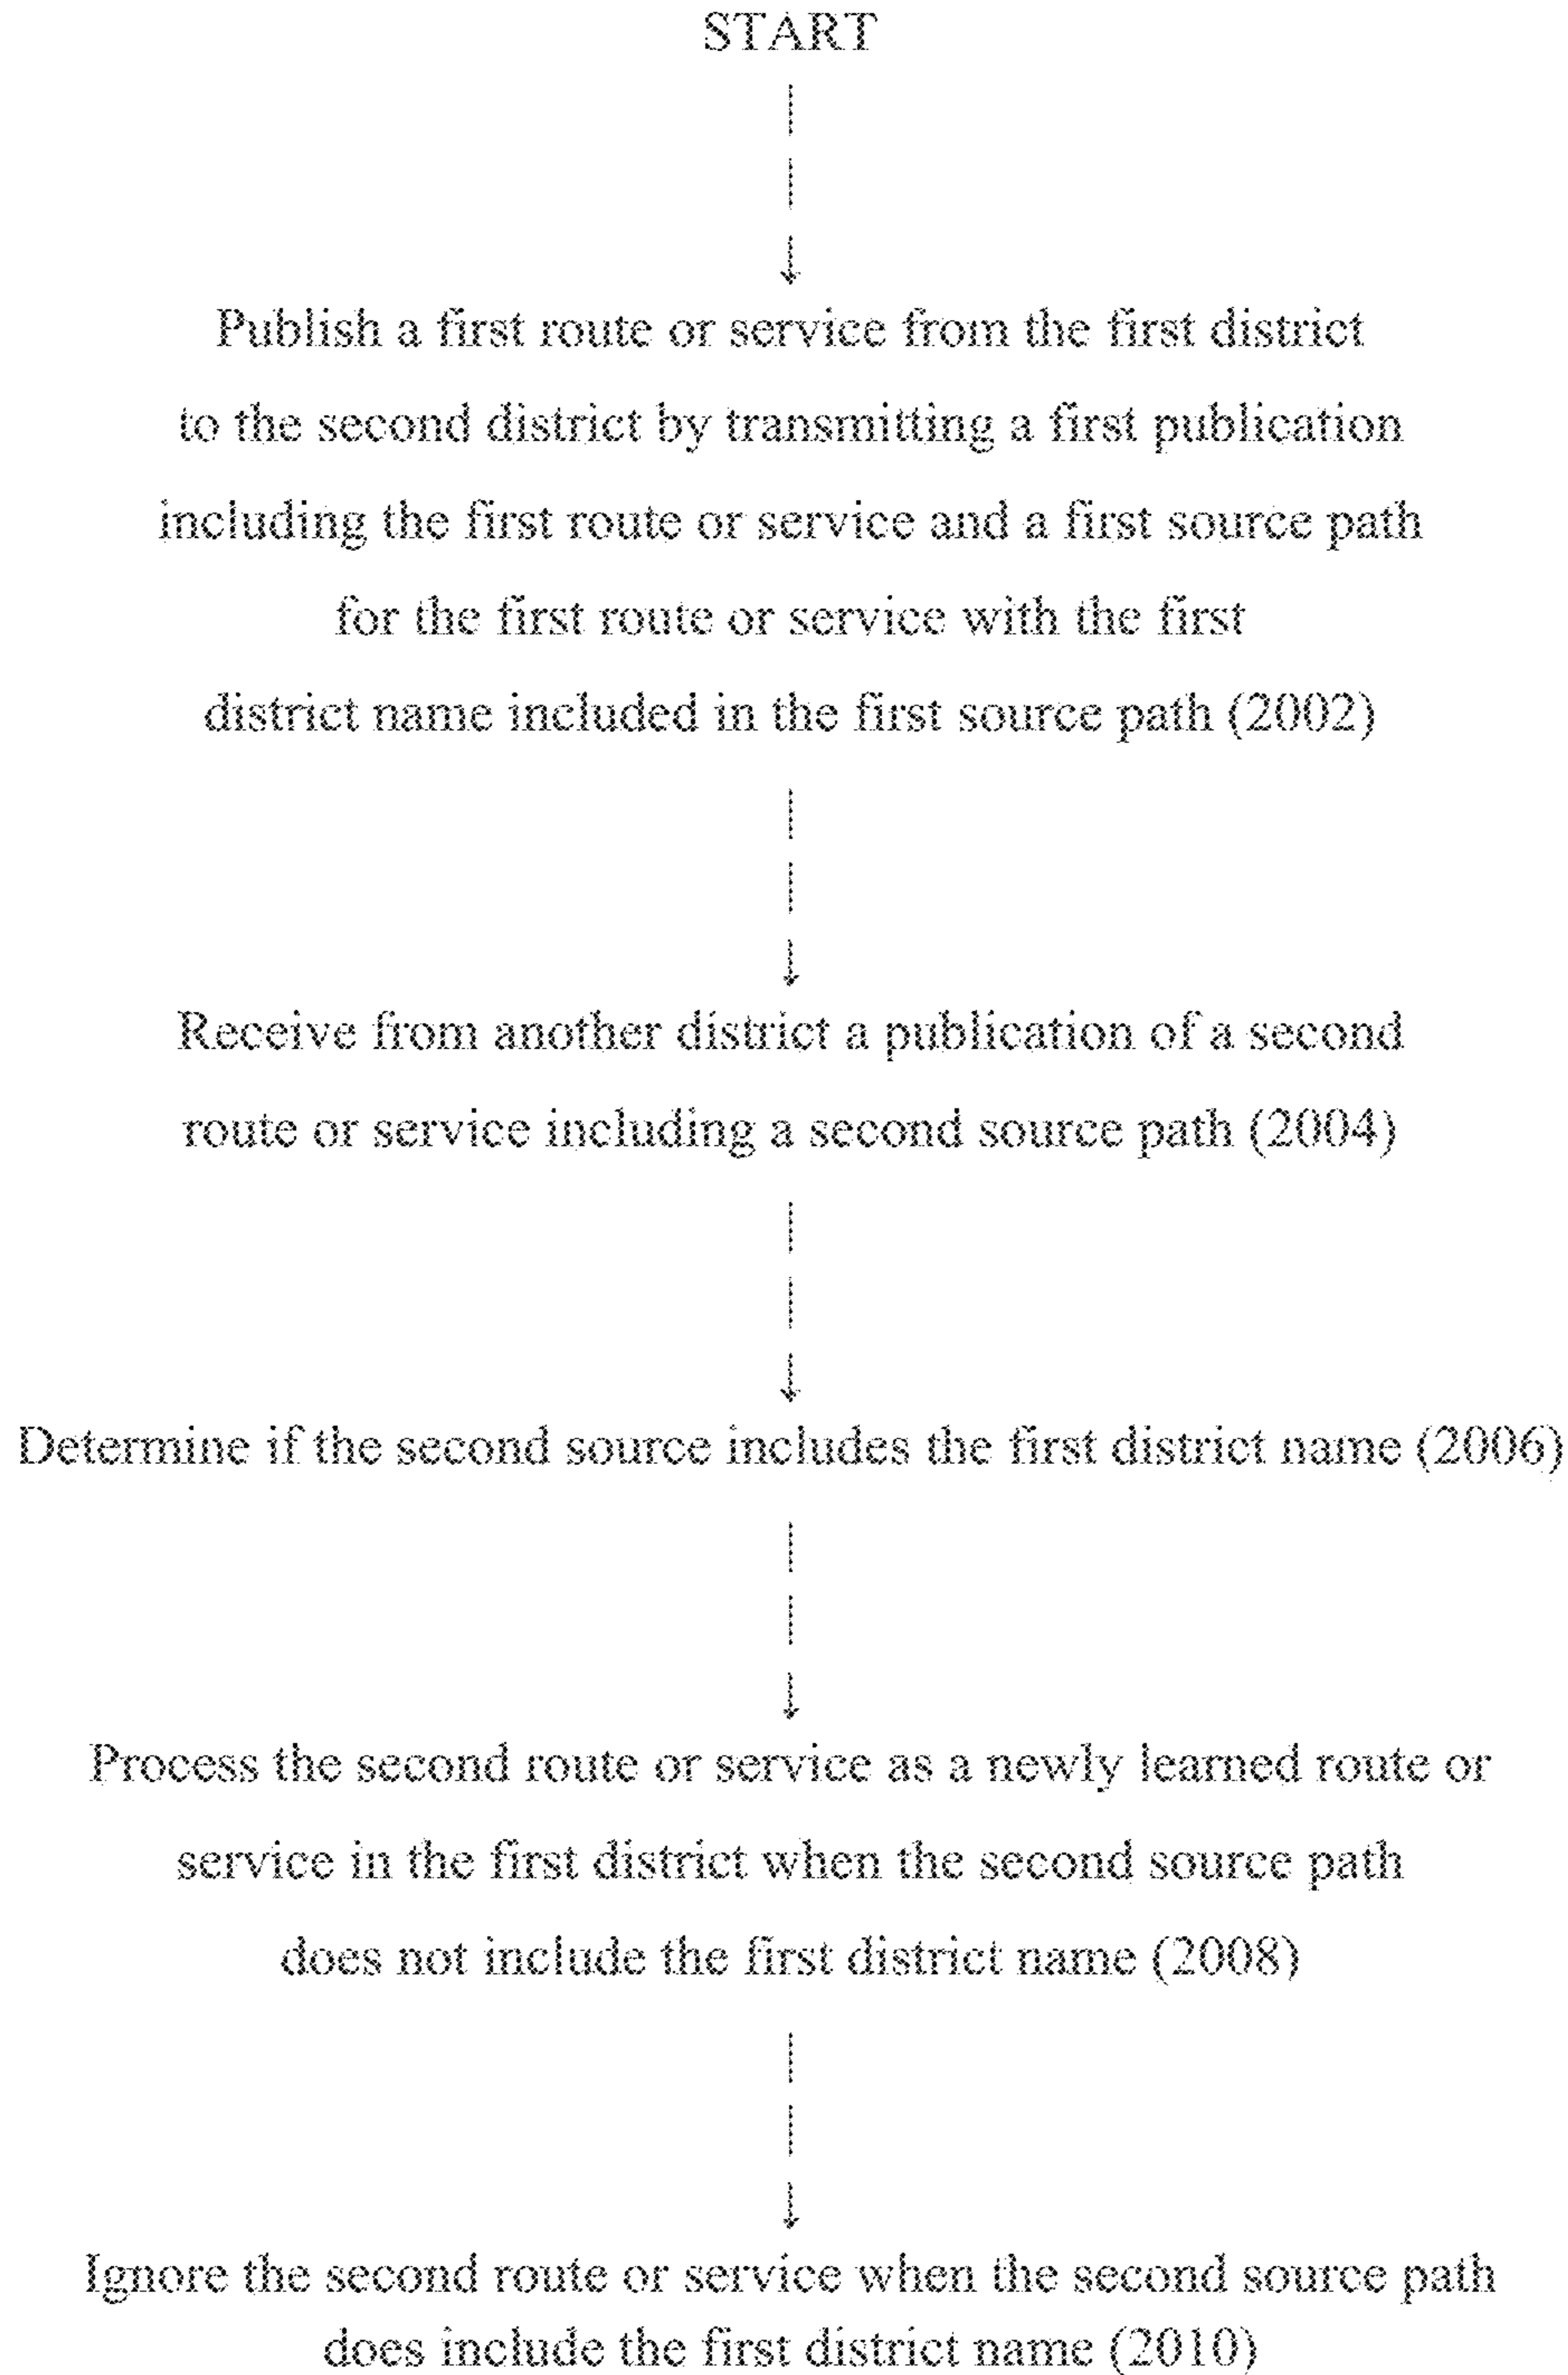 START
Publish a first route or service from the first district
to the second district by transmitting a first publication
including the first route or service and a first source path
for the first route or service with the first
district name included in the first source path (2002)
Receive from another district a publication of a second
route or service including a second source path (2004)
Determine if the second source includes the first district name (2006)
Process the second route or service as a newly learned route or
service in the first district when the second source path
does not include the first district name (2008)
Ignore the second route or service when the second source path
does include the first district name (2010)